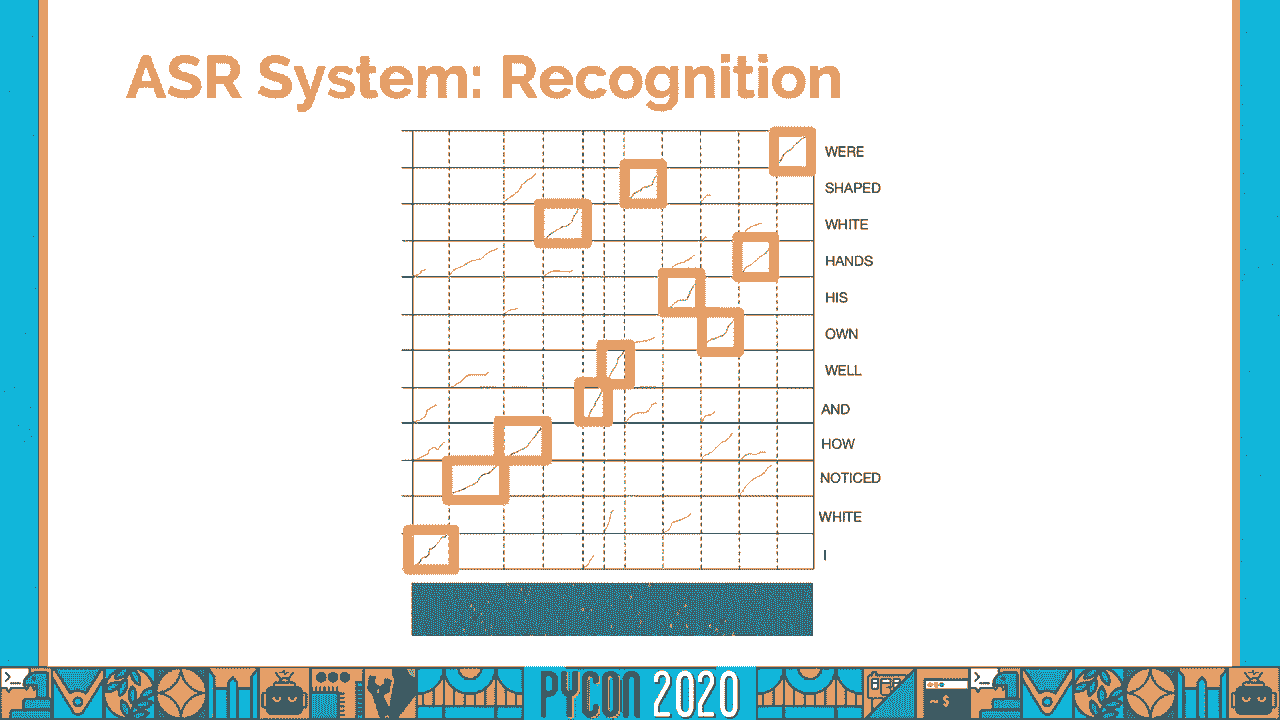 ASR System: Recognition
WERE
SHAPED
WHITE
HANDS
HIS
OWN
WELL
AND
HOW
NOTICED
WHITE
I
PYCON 2020
~ $